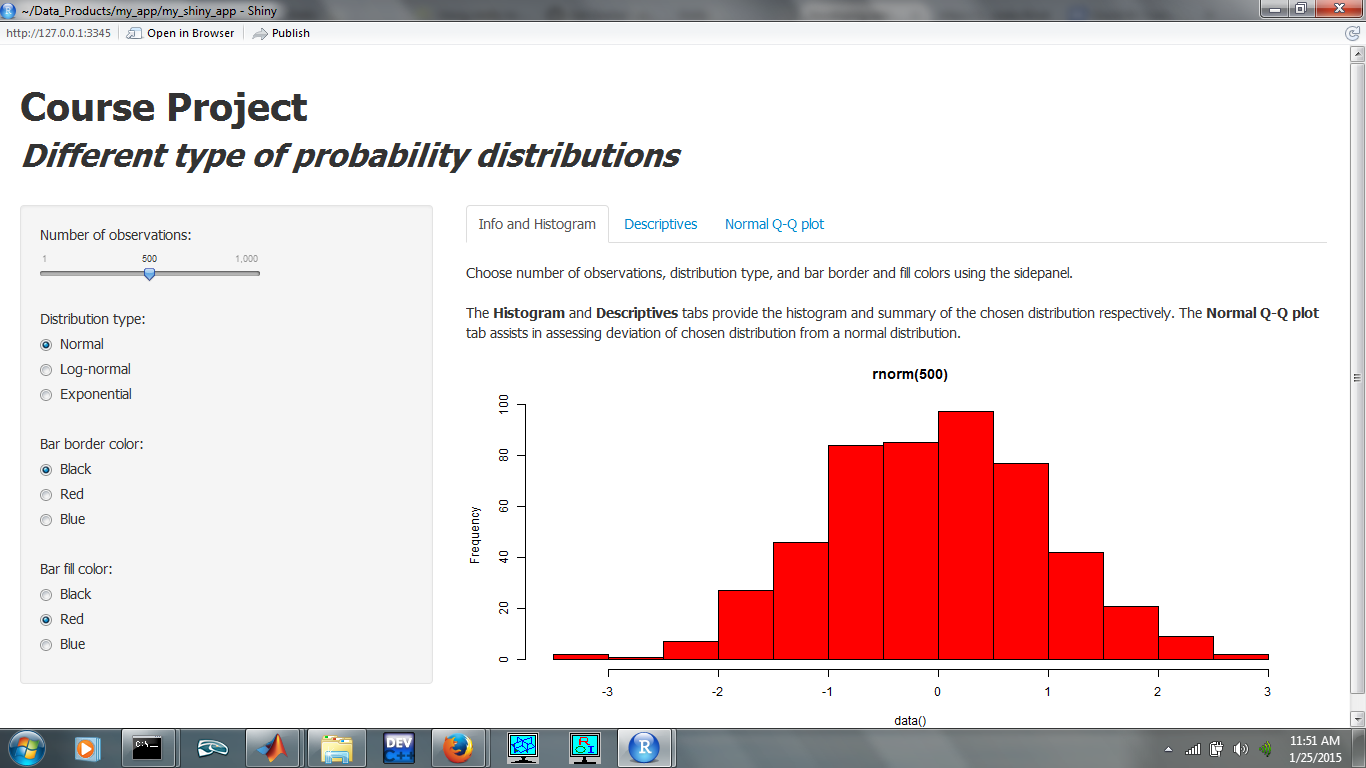 ~/Data_Products/my_app/my_shiny_app - Shiny
http://127.0.0.1:3345 Open in Browser Publish
Course Project
Different type of probability distributions
Number of observations:
1 500 1,000
Distribution type:
Normal
Log-normal
Exponential
Bar border color:
Black
Red
Blue
Bar fill color:
Black
Red
Blue
Info and Histogram Descriptives Normal Q-Q plot
Choose number of observations, distribution type, and bar border and fill colors using the sidepanel.
The Histogram and Descriptives tabs provide the histogram and summary of the chosen distribution respectively. The Normal Q-Q plot
tab assists in assessing deviation of chosen distribution from a normal distribution.
rnorm(500)
Frequency
100
80
60
40
20
0
-3 -2 -1 0 1 2 3
data()
C:\
DEV
C++
R
11:51 AM
1/25/2015